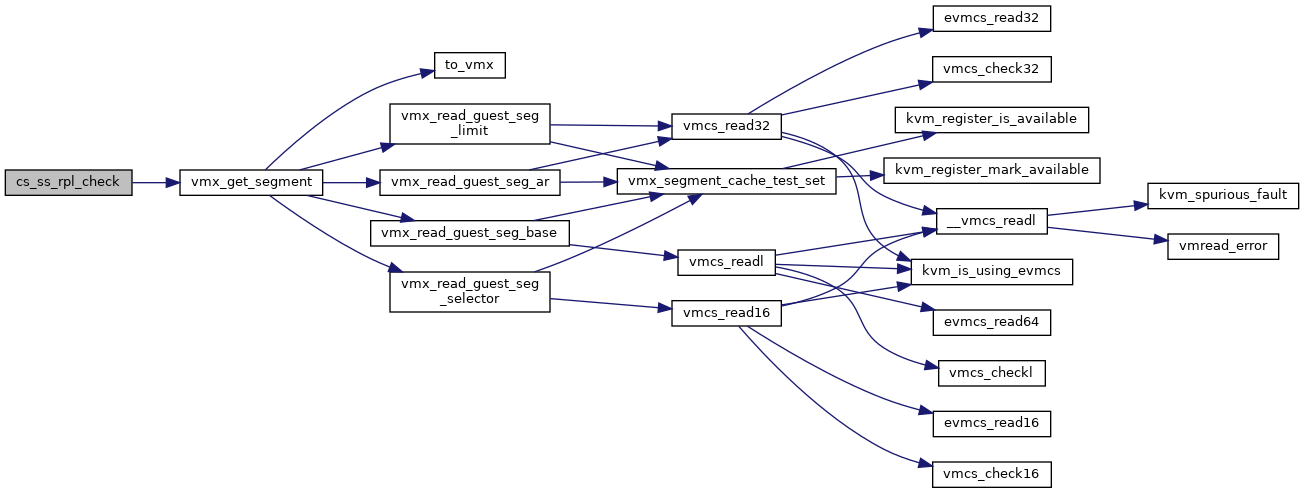 cs_ss_rpl_check
vmx_get_segment
to_vmx
vmx_read_guest_seg
_limit
vmx_read_guest_seg_ar
vmx_read_guest_seg_base
vmx_read_guest_seg
_selector
vmcs_read32
vmx_segment_cache_test_set
vmcs_readl
vmcs_read16
evmcs_read32
vmcs_check32
kvm_register_is_available
kvm_register_mark_available
__vmcs_readl
kvm_is_using_evmcs
evmcs_read64
vmcs_checkl
evmcs_read16
vmcs_check16
kvm_spurious_fault
vmread_error